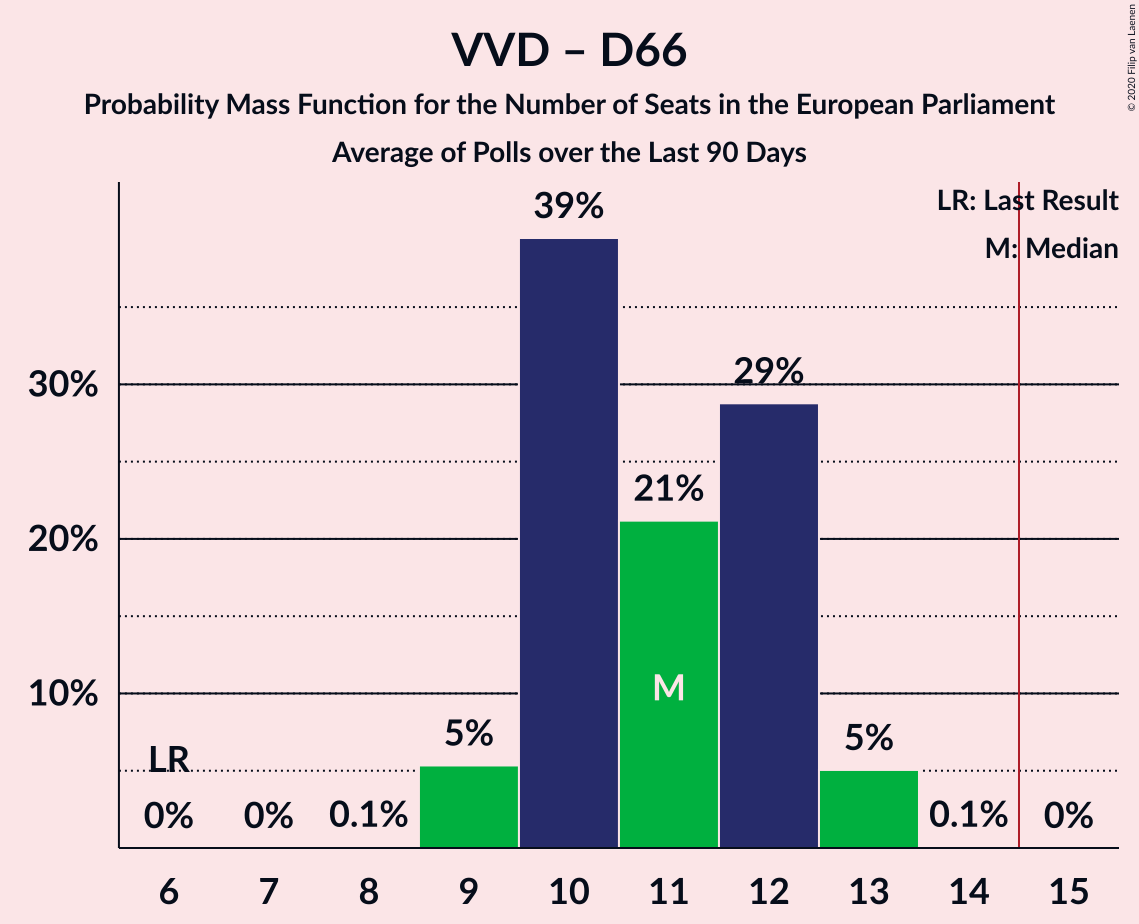 VVD – D66
Probability Mass Function for the Number of Seats in the European Parliament
Average of Polls over the Last 90 Days
© 2020 Filip van Laenen
LR: Last Result
M: Median
39%
30%
29%
21%
20%
10%
M
5%
5%
LR
0%
0%
0.1%
0.1%
0%
6 7 8 9 10 11 12 13 14 15